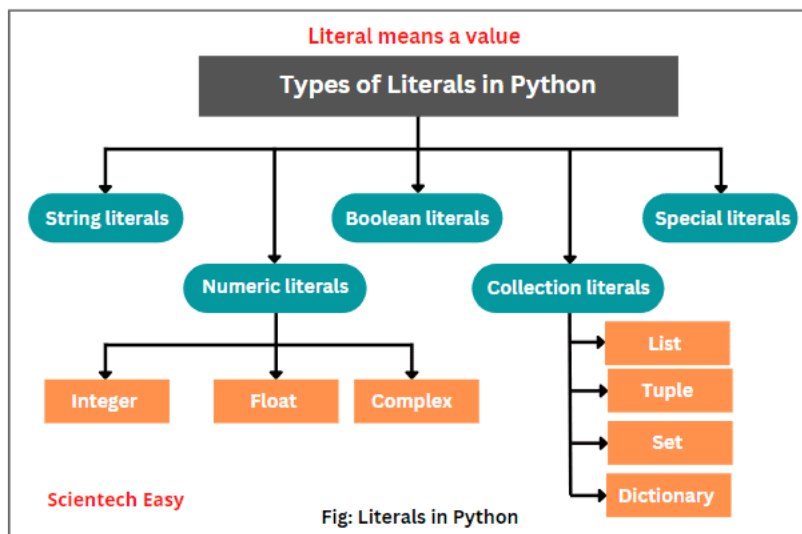 Literal means a value
Types of Literals in Python
String literals
Boolean literals
Special literals
Numeric literals
Collection literals
Integer
Float
Complex
List
Tuple
Set
Dictionary
Scientech Easy
Fig: Literals in Python